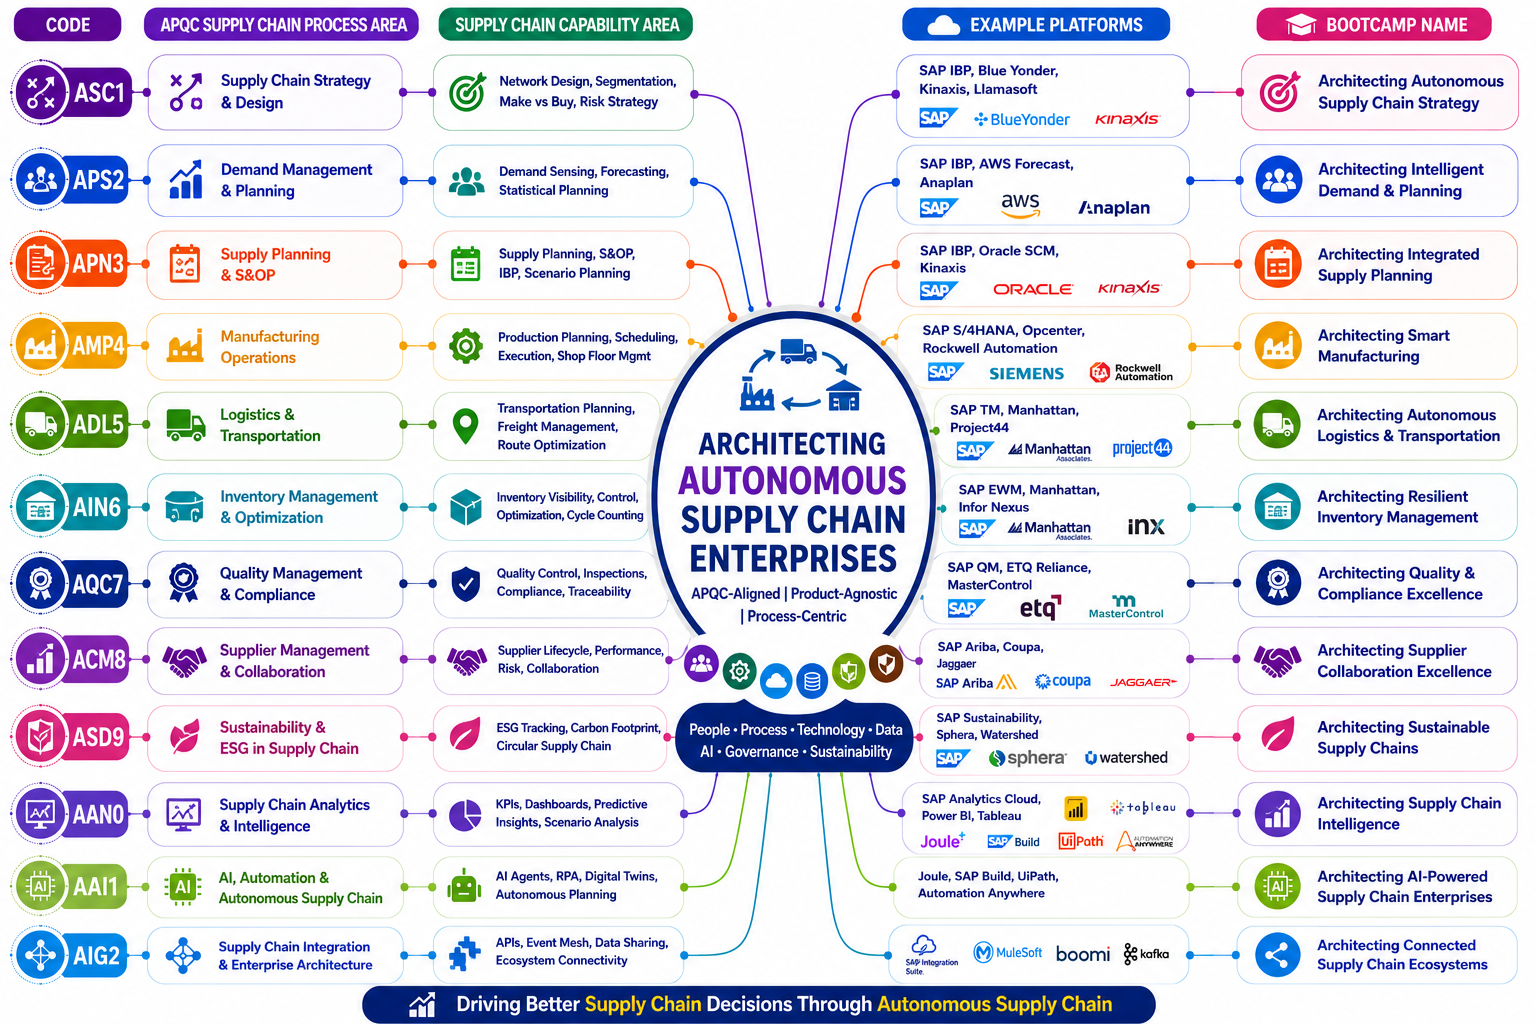 CODE
APQC SUPPLY CHAIN PROCESS AREA
SUPPLY CHAIN CAPABILITY AREA
EXAMPLE PLATFORMS
BOOTCAMP NAME
ASC1
Supply Chain Strategy
& Design
Network Design, Segmentation,
Make vs Buy, Risk Strategy
SAP IBP, Blue Yonder,
Kinaxis, Llamasoft
SAP
BlueYonder
Kinaxis
Architecting Autonomous
Supply Chain Strategy
APS2
Demand Management
& Planning
Demand Sensing, Forecasting,
Statistical Planning
SAP IBP, AWS Forecast,
Anaplan
SAP
aws
Anaplan
Architecting Intelligent
Demand & Planning
APN3
Supply Planning
& S&OP
Supply Planning, S&OP,
IBP, Scenario Planning
SAP IBP, Oracle SCM,
Kinaxis
SAP
ORACLE
Kinaxis
Architecting Integrated
Supply Planning
AMP4
Manufacturing
Operations
Production Planning, Scheduling,
Execution, Shop Floor Mgmt
SAP S/4HANA, Opcenter,
Rockwell Automation
SAP
SIEMENS
RA
Rockwell
Automation
Architecting Smart
Manufacturing
ADL5
Logistics &
Transportation
Transportation Planning,
Freight Management,
Route Optimization
SAP TM, Manhattan,
Project44
SAP
Manhattan
Associates.
project44
Architecting Autonomous
Logistics & Transportation
AIN6
Inventory Management
& Optimization
Inventory Visibility, Control,
Optimization, Cycle Counting
SAP EWM, Manhattan,
Infor Nexus
SAP
Manhattan
Associates.
inx
Architecting Resilient
Inventory Management
AQC7
Quality Management
& Compliance
Quality Control, Inspections,
Compliance, Traceability
SAP QM, ETQ Reliance,
MasterControl
SAP
etq
m
MasterControl
Architecting Quality &
Compliance Excellence
ACM8
Supplier Management
& Collaboration
Supplier Lifecycle, Performance,
Risk, Collaboration
SAP Ariba, Coupa,
Jaggaer
SAP Ariba
coupa
JAGGAER
Architecting Supplier
Collaboration Excellence
ASD9
Sustainability &
ESG in Supply Chain
ESG Tracking, Carbon Footprint,
Circular Supply Chain
SAP Sustainability,
Sphera, Watershed
SAP
sphera
watershed
Architecting Sustainable
Supply Chains
AAN0
Supply Chain Analytics
& Intelligence
KPIs, Dashboards, Predictive
Insights, Scenario Analysis
SAP Analytics Cloud,
Power BI, Tableau
tableau
Joule
SAP Build
UiPath
AUTOMATION
ANYWHERE
Architecting Supply Chain
Intelligence
AAI1
AI
AI
AI, Automation &
Autonomous Supply Chain
AI Agents, RPA, Digital Twins,
Autonomous Planning
Joule, SAP Build, UiPath,
Automation Anywhere
AI
Architecting AI-Powered
Supply Chain Enterprises
AIG2
Supply Chain Integration
& Enterprise Architecture
APIs, Event Mesh, Data Sharing,
Ecosystem Connectivity
SAP Integration
Suite.
MuleSoft
boomi
kafka
Architecting Connected
Supply Chain Ecosystems
ARCHITECTING
AUTONOMOUS
SUPPLY CHAIN
ENTERPRISES
APQC-Aligned | Product-Agnostic
| Process-Centric
People • Process • Technology • Data
AI • Governance • Sustainability
Driving Better Supply Chain Decisions Through Autonomous Supply Chain